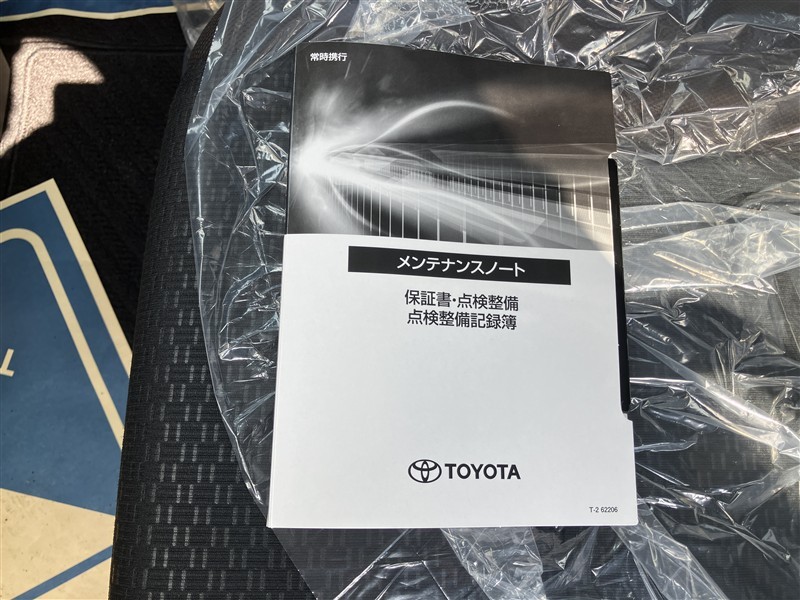 常時携行
メンテナンスノート
保証書・点検整備
点検整備記録簿
TOYOTA
T-2 62206